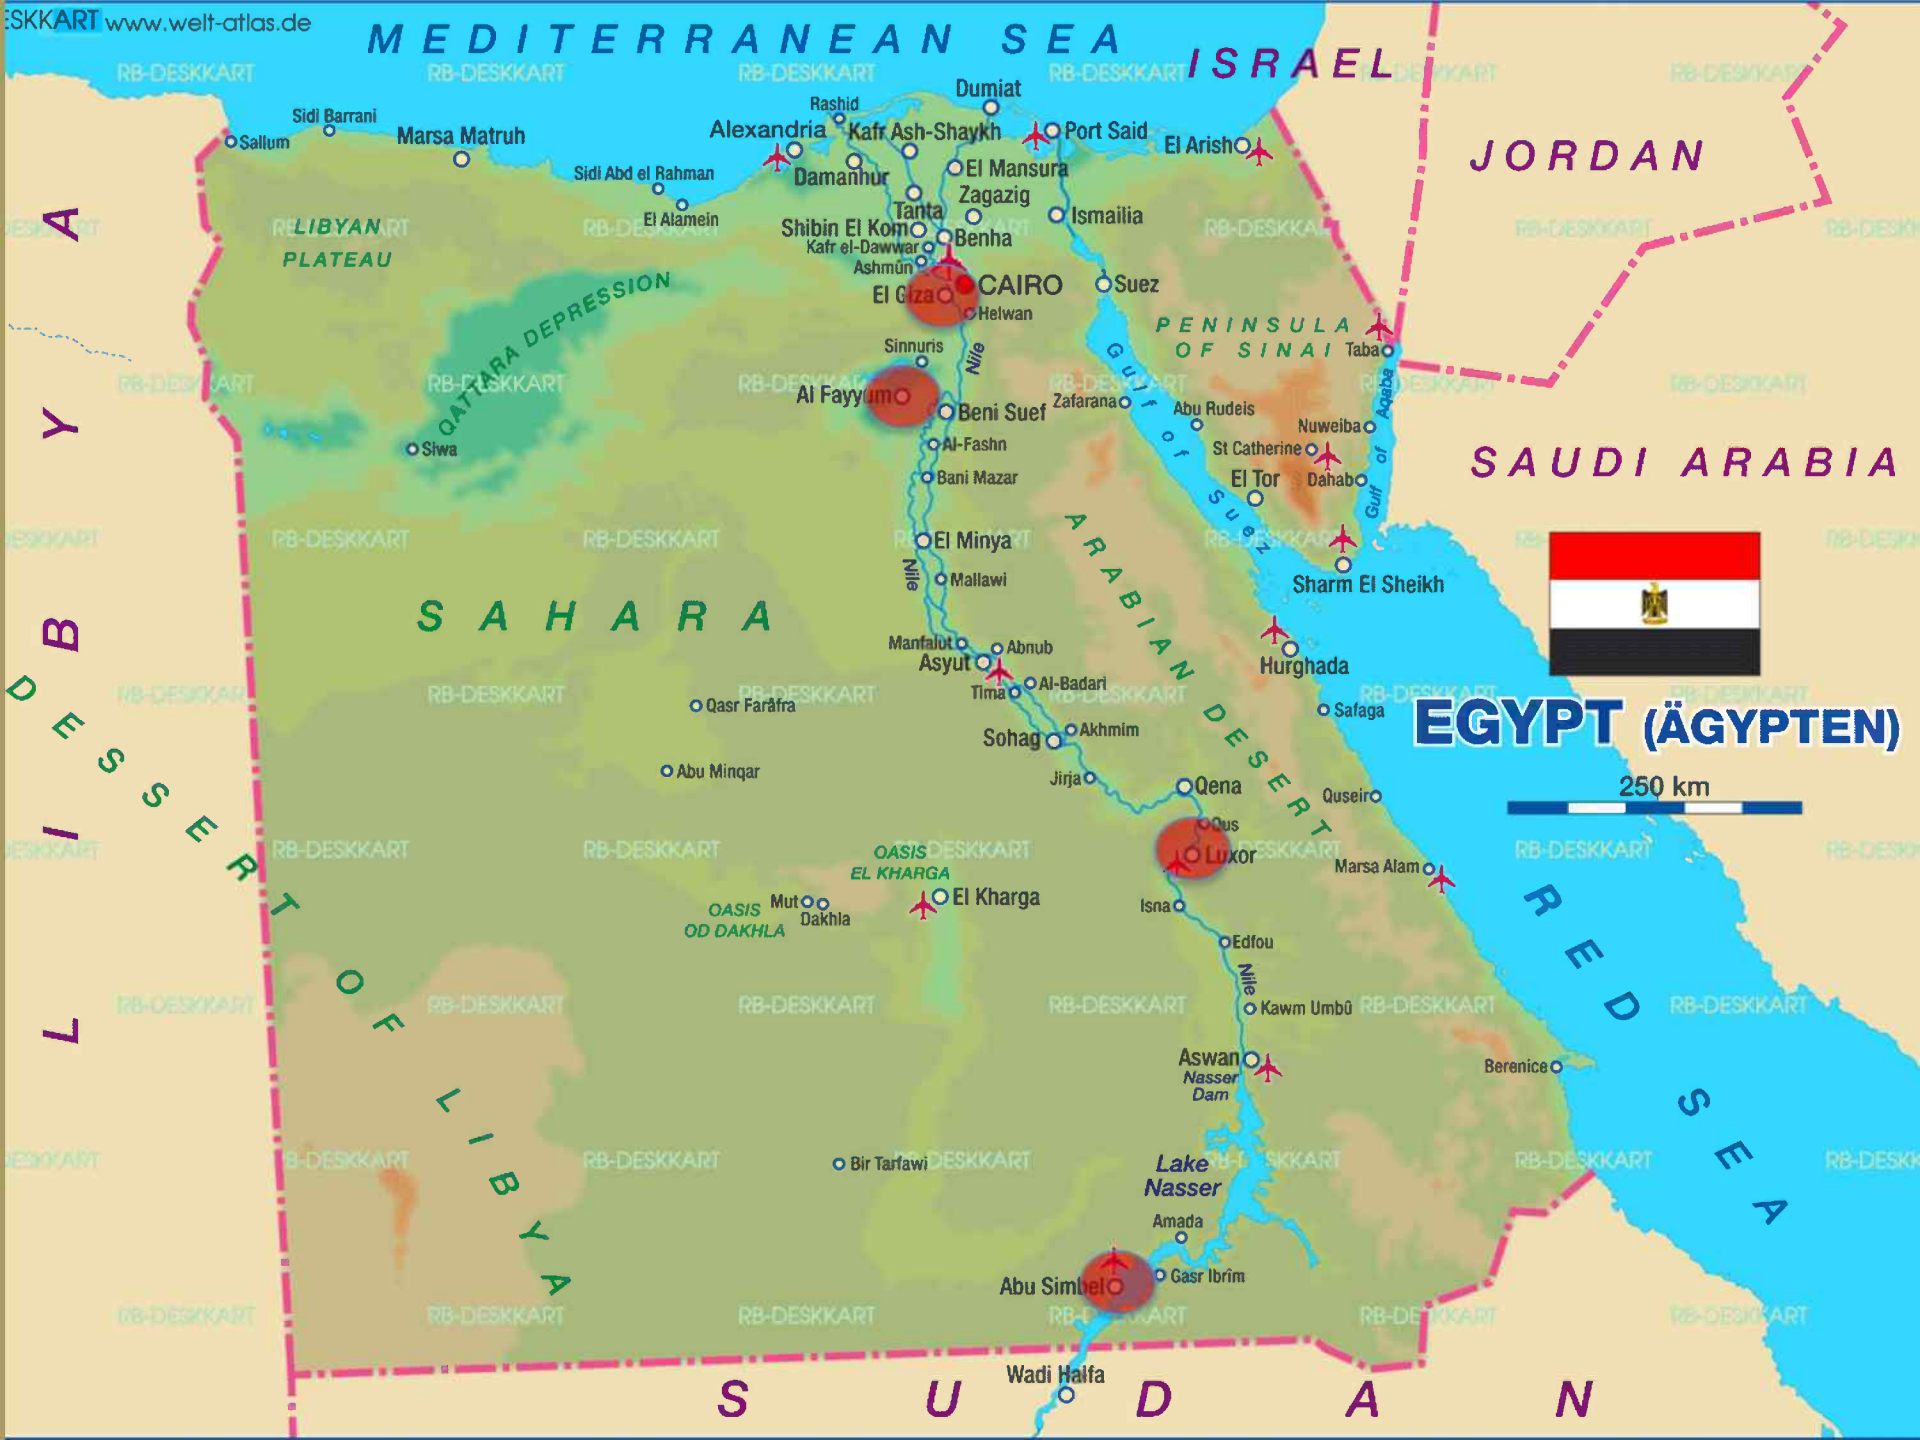 ESKKART www.welt-atlas.de
MEDITERRANEAN SEA
ISRAEL
JORDAN
SAUDI ARABIA
LIBYA
Sallum
Sidi Barrani
Marsa Matruh
Sidi Abd el Rahman
El Alamein
Alexandria
Rashid
Kafr Ash-Shaykh
Dumiat
Port Said
El Arish
Damanhur
El Mansura
Zagazig
Tanta
Ismailia
Shibin El Kom
Benha
Kafr el-Dawwar
Ashmûn
El Giza
CAIRO
Suez
Helwan
LIBYAN
PLATEAU
QATTARA DEPRESSION
Siwa
Sinnuris
Nile
Al Fayyum
Beni Suef
Al-Fashn
Bani Mazar
El Minya
Nile
Mallawi
PENINSULA
OF SINAI
Taba
Gulf of Suez
Gulf of Aqaba
Zafarana
Abu Rudeis
Nuweiba
St Catherine
El Tor
Dahab
Sharm El Sheikh
Hurghada
Safaga
Quseir
Marsa Alam
Berenice
ARABIAN DESERT
SAHARA
Manfalut
Abnub
Asyut
Al-Badari
Tima
Akhmim
Sohag
Jirja
Qena
Qus
Luxor
Isna
Edfou
Nile
Kawm Umbû
Aswan
Nasser
Dam
Lake
Nasser
Amada
Gasr Ibrîm
Abu Simbel
Wadi Halfa
Qasr Farâfra
Abu Minqar
OASIS
EL KHARGA
El Kharga
Mut
Dakhla
OASIS
OD DAKHLA
Bir Tarfawi
DESSERT OF LIBYA
RED SEA
SUDAN
EGYPT (ÄGYPTEN)
250 km
RB-DESKKART